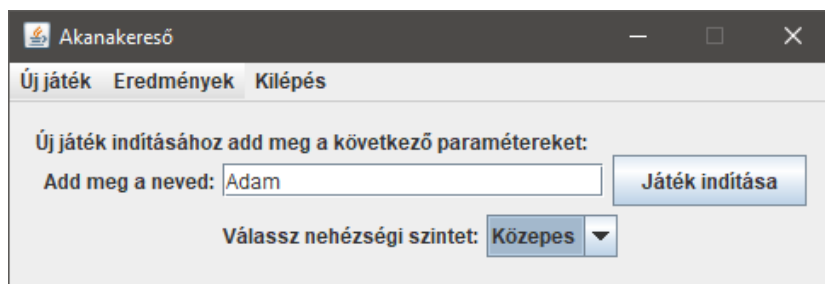 Akanakereső
Új játék Eredmények Kilépés
Új játék indításához add meg a következő paramétereket:
Add meg a neved: Adam Játék indítása
Válassz nehézségi szintet: Közepes